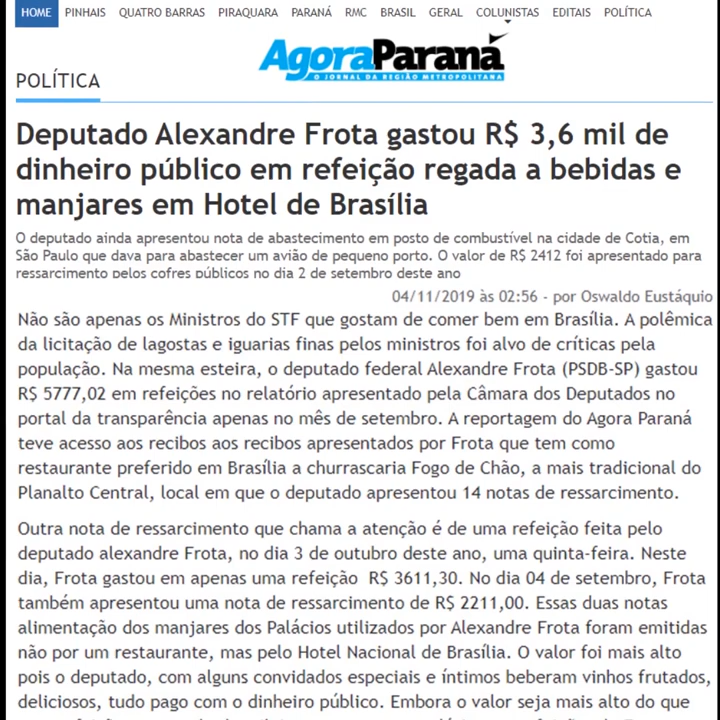 HOME PINHAIS QUATRO BARRAS PIRAQUARA PARANÁ RMC BRASIL GERAL COLUNISTAS EDITAIS POLÍTICA
AgoraParaná
O JORNAL DA REGIÃO METROPOLITANA
POLÍTICA
Deputado Alexandre Frota gastou R$ 3,6 mil de
dinheiro público em refeição regada a bebidas e
manjares em Hotel de Brasília
O deputado ainda apresentou nota de abastecimento em posto de combustível na cidade de Cotia, em
São Paulo que dava para abastecer um avião de pequeno porto. O valor de R$ 2412 foi apresentado para
ressarcimento pelos cofres públicos no dia 2 de setembro deste ano
04/11/2019 às 02:56 - por Oswaldo Eustáquio
Não são apenas os Ministros do STF que gostam de comer bem em Brasília. A polêmica
da licitação de lagostas e iguarias finas pelos ministros foi alvo de críticas pela
população. Na mesma esteira, o deputado federal Alexandre Frota (PSDB-SP) gastou
R$ 5777,02 em refeições no relatório apresentado pela Câmara dos Deputados no
portal da transparência apenas no mês de setembro. A reportagem do Agora Paraná
teve acesso aos recibos aos recibos apresentados por Frota que tem como
restaurante preferido em Brasília a churrascaria Fogo de Chão, a mais tradicional do
Planalto Central, local em que o deputado apresentou 14 notas de ressarcimento.
Outra nota de ressarcimento que chama a atenção é de uma refeição feita pelo
deputado alexandre Frota, no dia 3 de outubro deste ano, uma quinta-feira. Neste
dia, Frota gastou em apenas uma refeição R$ 3611,30. No dia 04 de setembro, Frota
também apresentou uma nota de ressarcimento de R$ 2211,00. Essas duas notas
alimentação dos manjares dos Palácios utilizados por Alexandre Frota foram emitidas
não por um restaurante, mas pelo Hotel Nacional de Brasília. O valor foi mais alto
pois o deputado, com alguns convidados especiais e íntimos beberam vinhos frutados,
deliciosos, tudo pago com o dinheiro público. Embora o valor seja mais alto do que